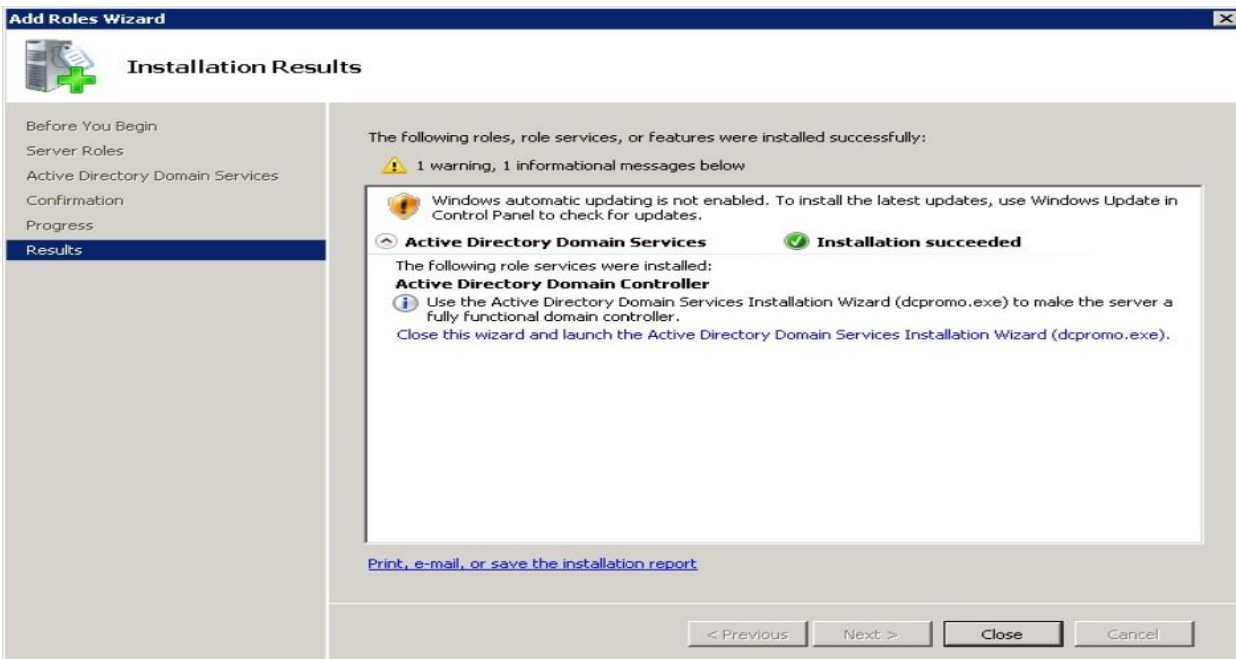 Add Roles Wizard
Installation Results
Before You Begin
Server Roles
Active Directory Domain Services
Confirmation
Progress
Results
The following roles, role services, or features were installed successfully:
1 warning, 1 informational messages below
Windows automatic updating is not enabled. To install the latest updates, use Windows Update in
Control Panel to check for updates.
Active Directory Domain Services Installation succeeded
The following role services were installed:
Active Directory Domain Controller
Use the Active Directory Domain Services Installation Wizard (dcpromo.exe) to make the server a
fully functional domain controller.
Close this wizard and launch the Active Directory Domain Services Installation Wizard (dcpromo.exe).
Print, e-mail, or save the installation report
< Previous Next > Close Cancel